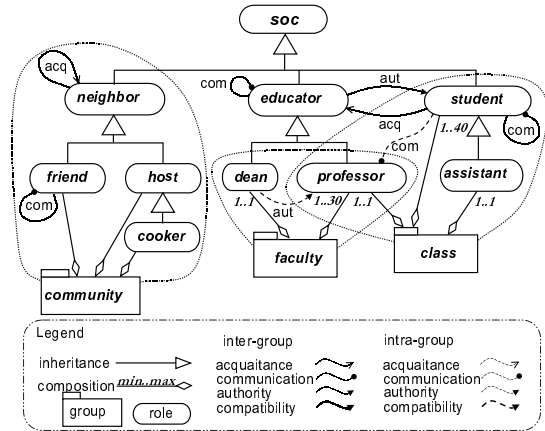 soc
acq
neighbor
com
educator
aut
acq
student
com
1..40
com
friend
com
host
cooker
dean
1..1
aut
professor
1..30
1..1
assistant
1..1
community
faculty
class
Legend
inheritance
composition
min..max
group
role
inter-group
acquaitance
communication
authority
compatibility
intra-group
acquaitance
communication
authority
compatibility